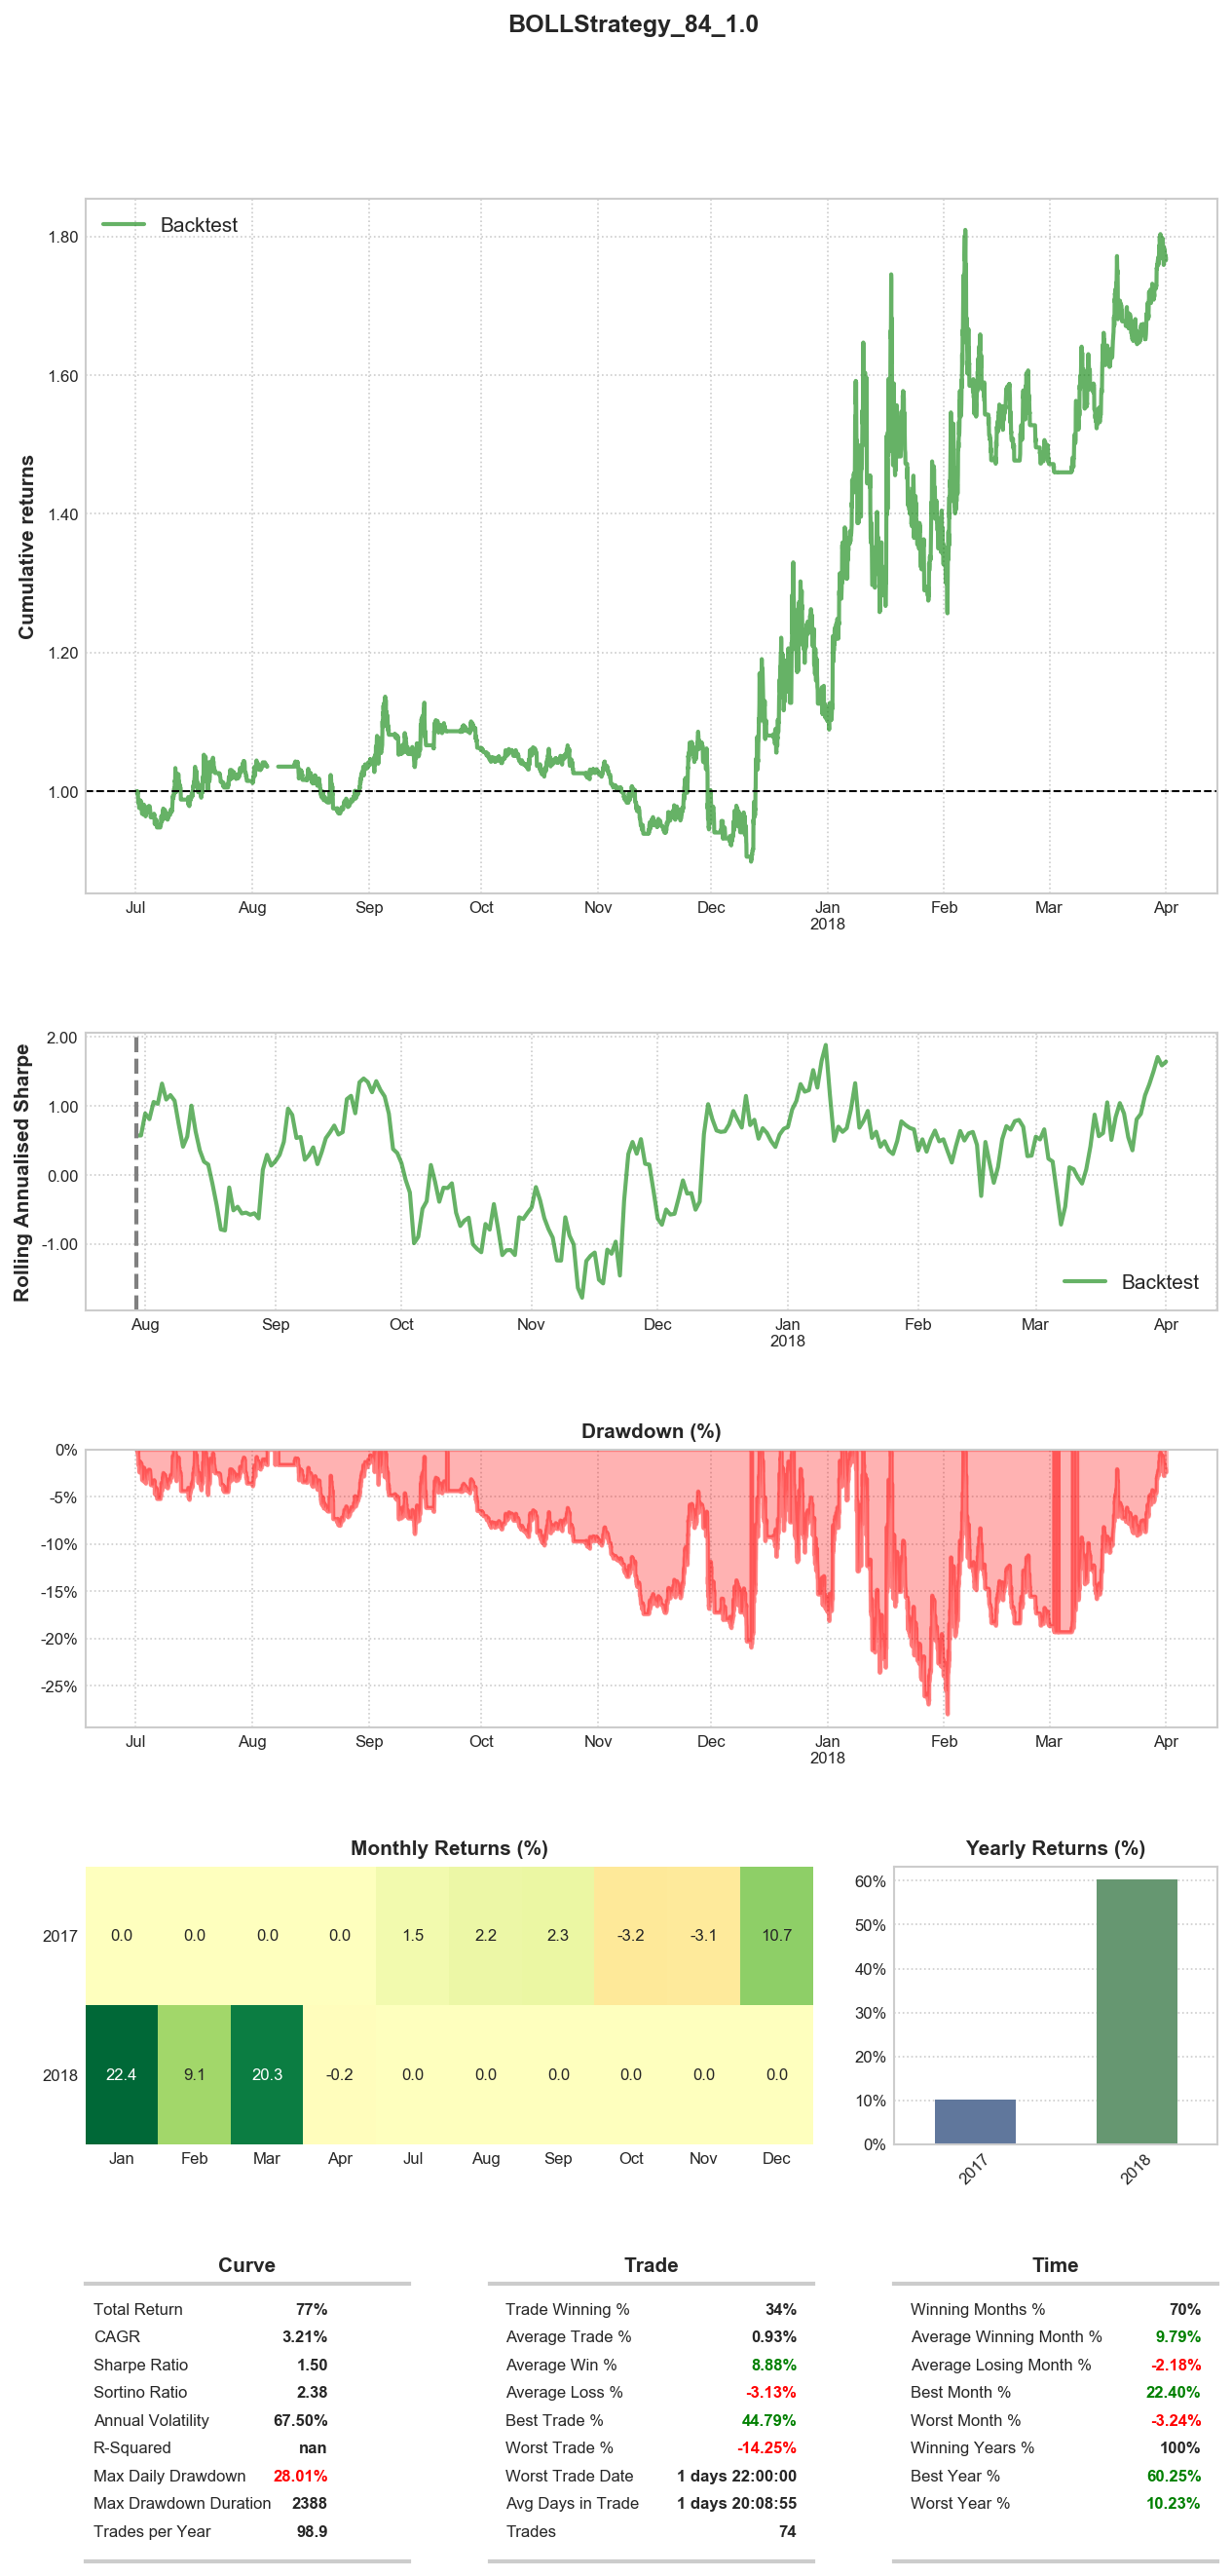 BOLLStrategy_84_1.0
Backtest
1.80
1.60
1.40
1.20
1.00
Cumulative returns
Jul Aug Sep Oct Nov Dec Jan Feb Mar Apr
2018
2.00
1.00
0.00
-1.00
Rolling Annualised Sharpe
Backtest
Aug Sep Oct Nov Dec Jan Feb Mar Apr
2018
Drawdown (%)
0%
-5%
-10%
-15%
-20%
-25%
Jul Aug Sep Oct Nov Dec Jan Feb Mar Apr
2018
Monthly Returns (%)
2017 0.0 0.0 0.0 0.0 1.5 2.2 2.3 -3.2 -3.1 10.7
2018 22.4 9.1 20.3 -0.2 0.0 0.0 0.0 0.0 0.0 0.0
Jan Feb Mar Apr Jul Aug Sep Oct Nov Dec
Yearly Returns (%)
60%
50%
40%
30%
20%
10%
0%
2017 2018
Curve
Total Return 77%
CAGR 3.21%
Sharpe Ratio 1.50
Sortino Ratio 2.38
Annual Volatility 67.50%
R-Squared nan
Max Daily Drawdown 28.01%
Max Drawdown Duration 2388
Trades per Year 98.9
Trade
Trade Winning % 34%
Average Trade % 0.93%
Average Win % 8.88%
Average Loss % -3.13%
Best Trade % 44.79%
Worst Trade % -14.25%
Worst Trade Date 1 days 22:00:00
Avg Days in Trade 1 days 20:08:55
Trades 74
Time
Winning Months % 70%
Average Winning Month % 9.79%
Average Losing Month % -2.18%
Best Month % 22.40%
Worst Month % -3.24%
Winning Years % 100%
Best Year % 60.25%
Worst Year % 10.23%